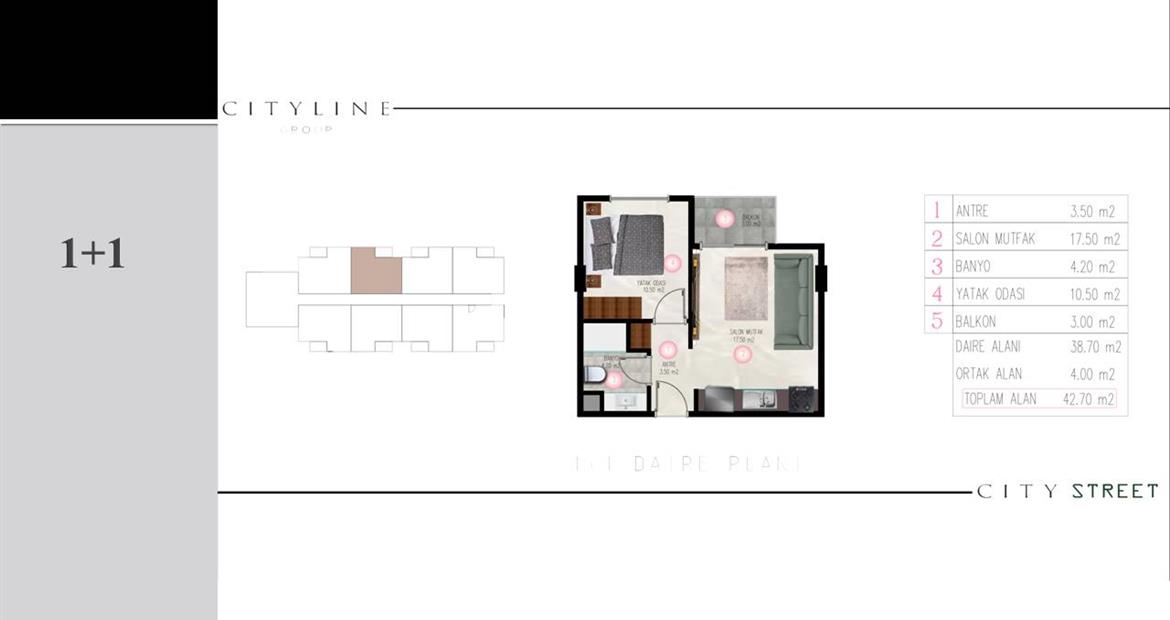 CITYLINE
GROUP
1+1
BALKON
3.00 m2
YATAK ODASI
10.50 m2
SALON MUTFAK
17.50 m2
BANYO
4.20 m2
ANTRE
3.50 m2
1+1 DAIRE PLANI
1 ANTRE 3.50 m2
2 SALON MUTFAK 17.50 m2
3 BANYO 4.20 m2
4 YATAK ODASI 10.50 m2
5 BALKON 3.00 m2
DAIRE ALANI 38.70 m2
ORTAK ALAN 4.00 m2
TOPLAM ALAN 42.70 m2
CITY STREET